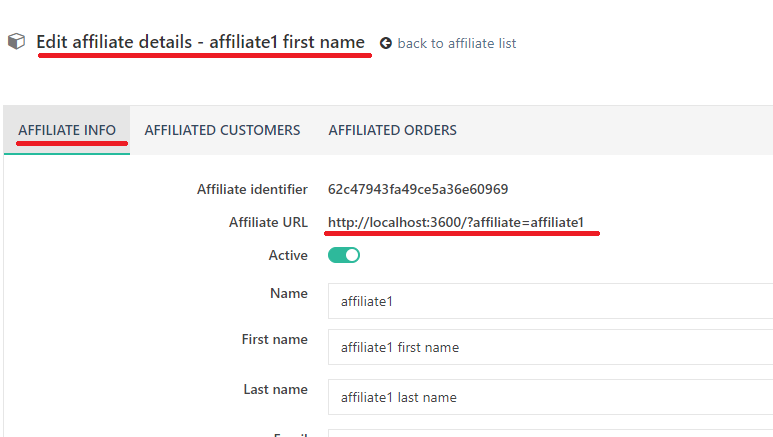 Edit affiliate details - affiliate1 first name back to affiliate list
AFFILIATE INFO AFFILIATED CUSTOMERS AFFILIATED ORDERS
Affiliate identifier 62c47943fa49ce5a36e60969
Affiliate URL http://localhost:3600/?affiliate=affiliate1
Active
Name affiliate1
First name affiliate1 first name
Last name affiliate1 last name